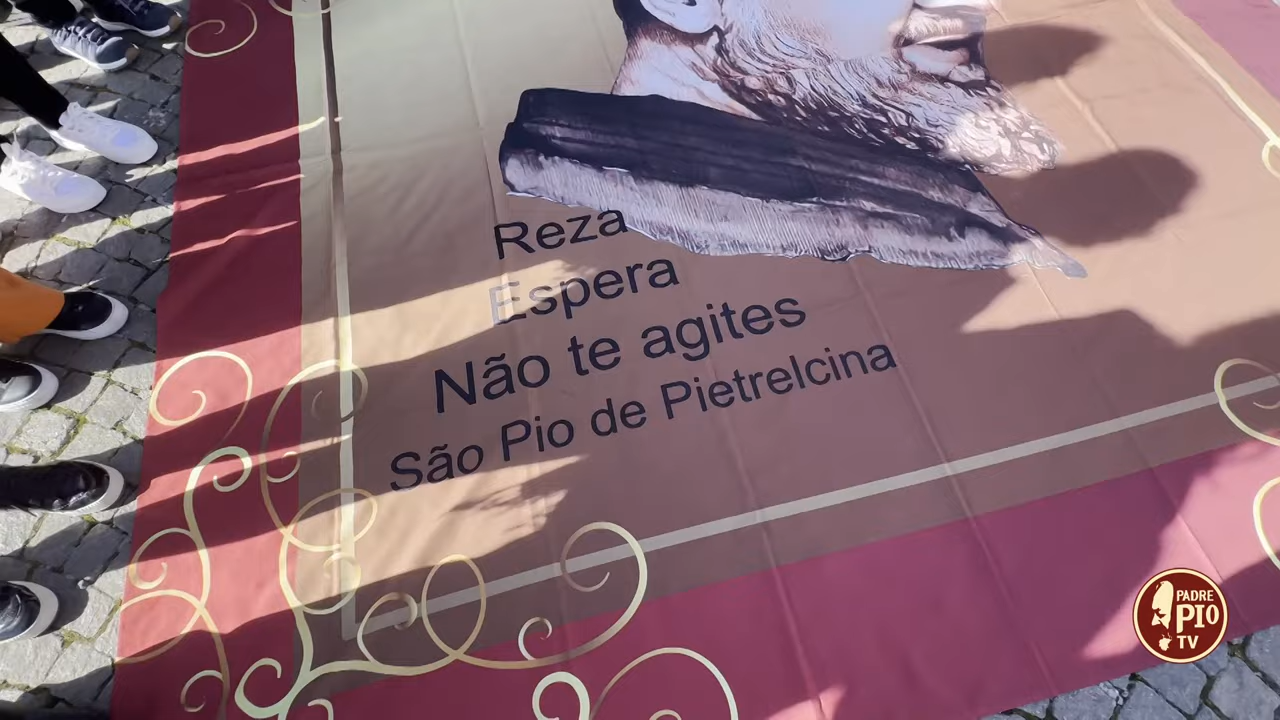 Reza
Espera
Não te agites
São Pio de Pietrelcina
PADRE
PIO
TV